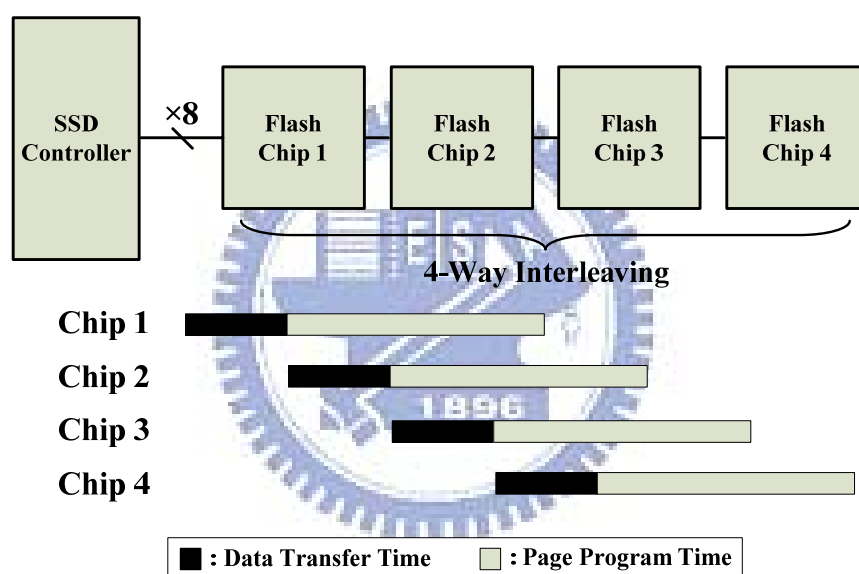 SSD
Controller
×8
Flash
Chip 1
Flash
Chip 2
Flash
Chip 3
Flash
Chip 4
4-Way Interleaving
Chip 1
Chip 2
Chip 3
Chip 4
1896
: Data Transfer Time
: Page Program Time